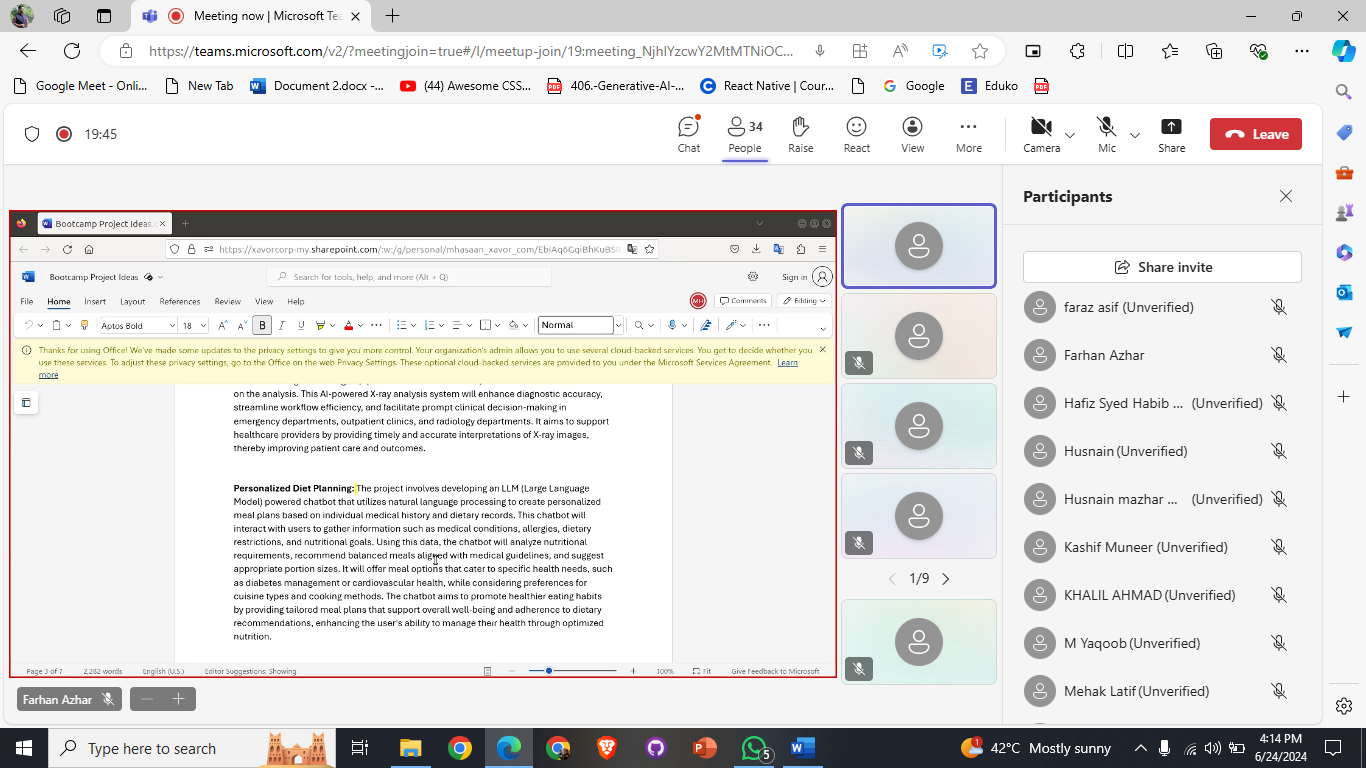 Meeting now | Microsoft Tea
https://teams.microsoft.com/v2/?meetingjoin=true#/l/meetup-join/19:meeting_NjhlYzcwY2MtMTNiOC...
Google Meet - Onli...
New Tab
Document 2.docx -...
(44) Awesome CSS...
406.-Generative-AI-...
React Native | Cour...
Google
Eduko
19:45
Chat
34
People
Raise
React
View
More
Camera
Mic
Share
Leave
Bootcamp Project Ideas.
https://xavorcorp-my.sharepoint.com/:w:/g/personal/mhasaan_xavor_com/EbiAq6GqiBhKuBS
Bootcamp Project Ideas
Search for tools, help, and more (Alt + Q)
Sign in
File
Home
Insert
Layout
References
Review
View
Help
MH
Comments
Editing
Aptos Bold
18
B
I
U
Normal
Thanks for using Office! We've made some updates to the privacy settings to give you more control. Your organization's admin allows you to use several cloud-backed services. You get to decide whether you
use these services. To adjust these privacy settings, go to the Office on the web Privacy Settings. These optional cloud-backed services are provided to you under the Microsoft Services Agreement. Learn
more
on the analysis. This AI-powered X-ray analysis system will enhance diagnostic accuracy,
streamline workflow efficiency, and facilitate prompt clinical decision-making in
emergency departments, outpatient clinics, and radiology departments. It aims to support
healthcare providers by providing timely and accurate interpretations of X-ray images,
thereby improving patient care and outcomes.
Personalized Diet Planning: The project involves developing an LLM (Large Language
Model) powered chatbot that utilizes natural language processing to create personalized
meal plans based on individual medical history and dietary records. This chatbot will
interact with users to gather information such as medical conditions, allergies, dietary
restrictions, and nutritional goals. Using this data, the chatbot will analyze nutritional
requirements, recommend balanced meals aligned with medical guidelines, and suggest
appropriate portion sizes. It will offer meal options that cater to specific health needs, such
as diabetes management or cardiovascular health, while considering preferences for
cuisine types and cooking methods. The chatbot aims to promote healthier eating habits
by providing tailored meal plans that support overall well-being and adherence to dietary
recommendations, enhancing the user's ability to manage their health through optimized
nutrition.
Page 3 of 7
2,282 words
English (U.S.)
Editor Suggestions: Showing
100%
Fit
Give Feedback to Microsoft
Farhan Azhar
1/9
Participants
Share invite
faraz asif (Unverified)
Farhan Azhar
Hafiz Syed Habib ... (Unverified)
Husnain (Unverified)
Husnain mazhar ... (Unverified)
Kashif Muneer (Unverified)
KHALIL AHMAD (Unverified)
M Yaqoob (Unverified)
Mehak Latif (Unverified)
Type here to search
5
1
42°C Mostly sunny
4:14 PM
6/24/2024